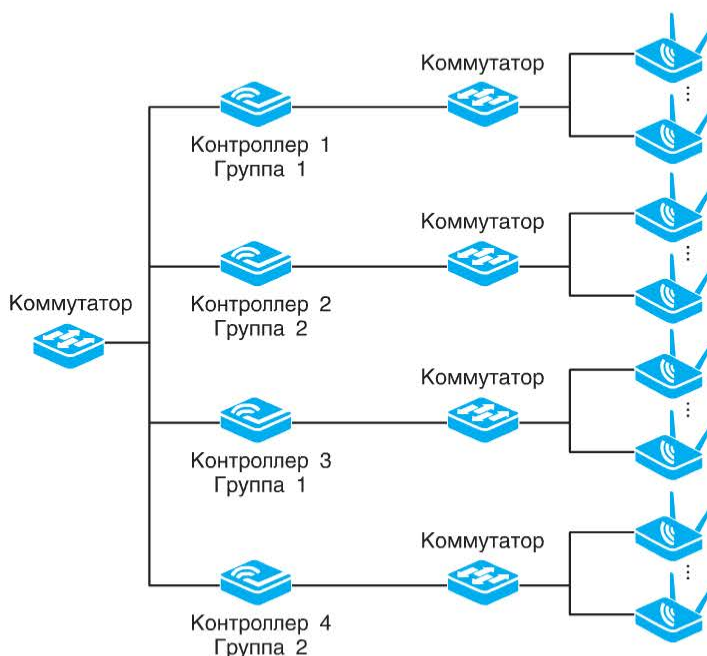 Коммутатор
Контроллер 1
Группа 1
Коммутатор
Контроллер 2
Группа 2
Коммутатор
Коммутатор
Контроллер 3
Группа 1
Коммутатор
Контроллер 4
Группа 2